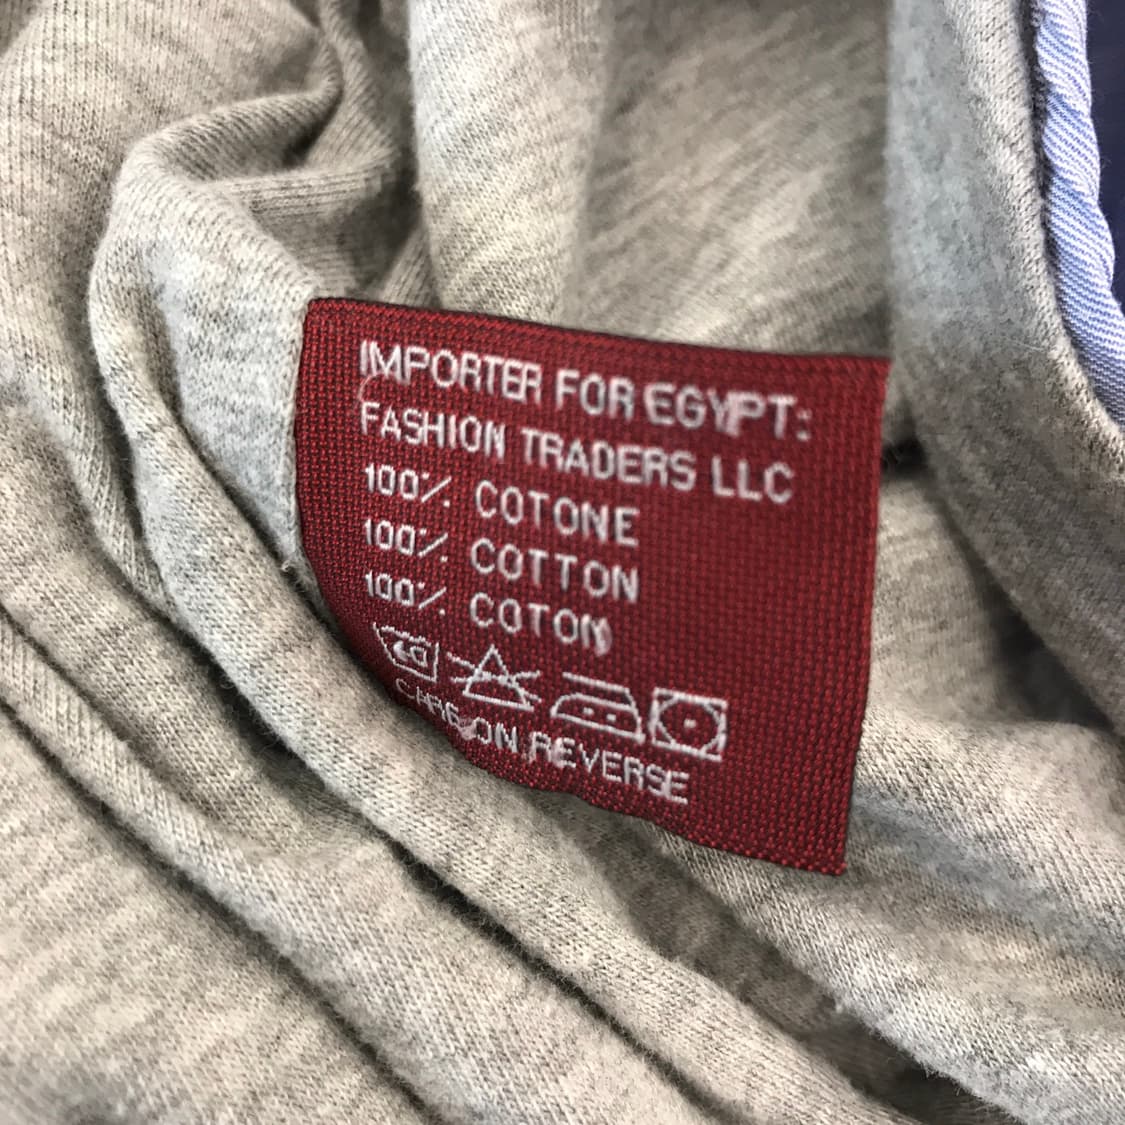 IMPORTER FOR EGYPT:
FASHION TRADERS LLC
100% COTONE
100% COTTON
100% COTON
CARE ON REVERSE